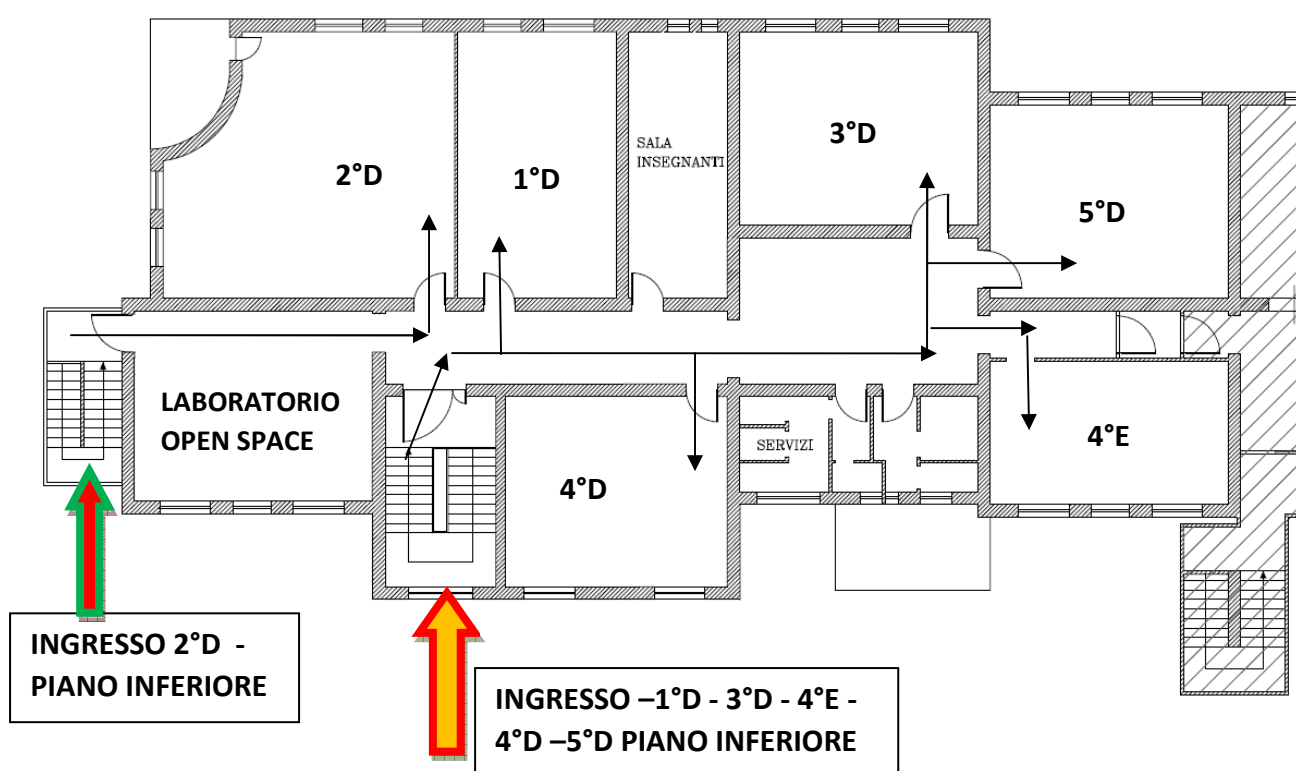 2°D
1°D
SALA
INSEGNANTI
3°D
5°D
LABORATORIO
OPEN SPACE
4°D
SERVIZI
4°E
INGRESSO 2°D -
PIANO INFERIORE
INGRESSO –1°D - 3°D - 4°E -
4°D –5°D PIANO INFERIORE